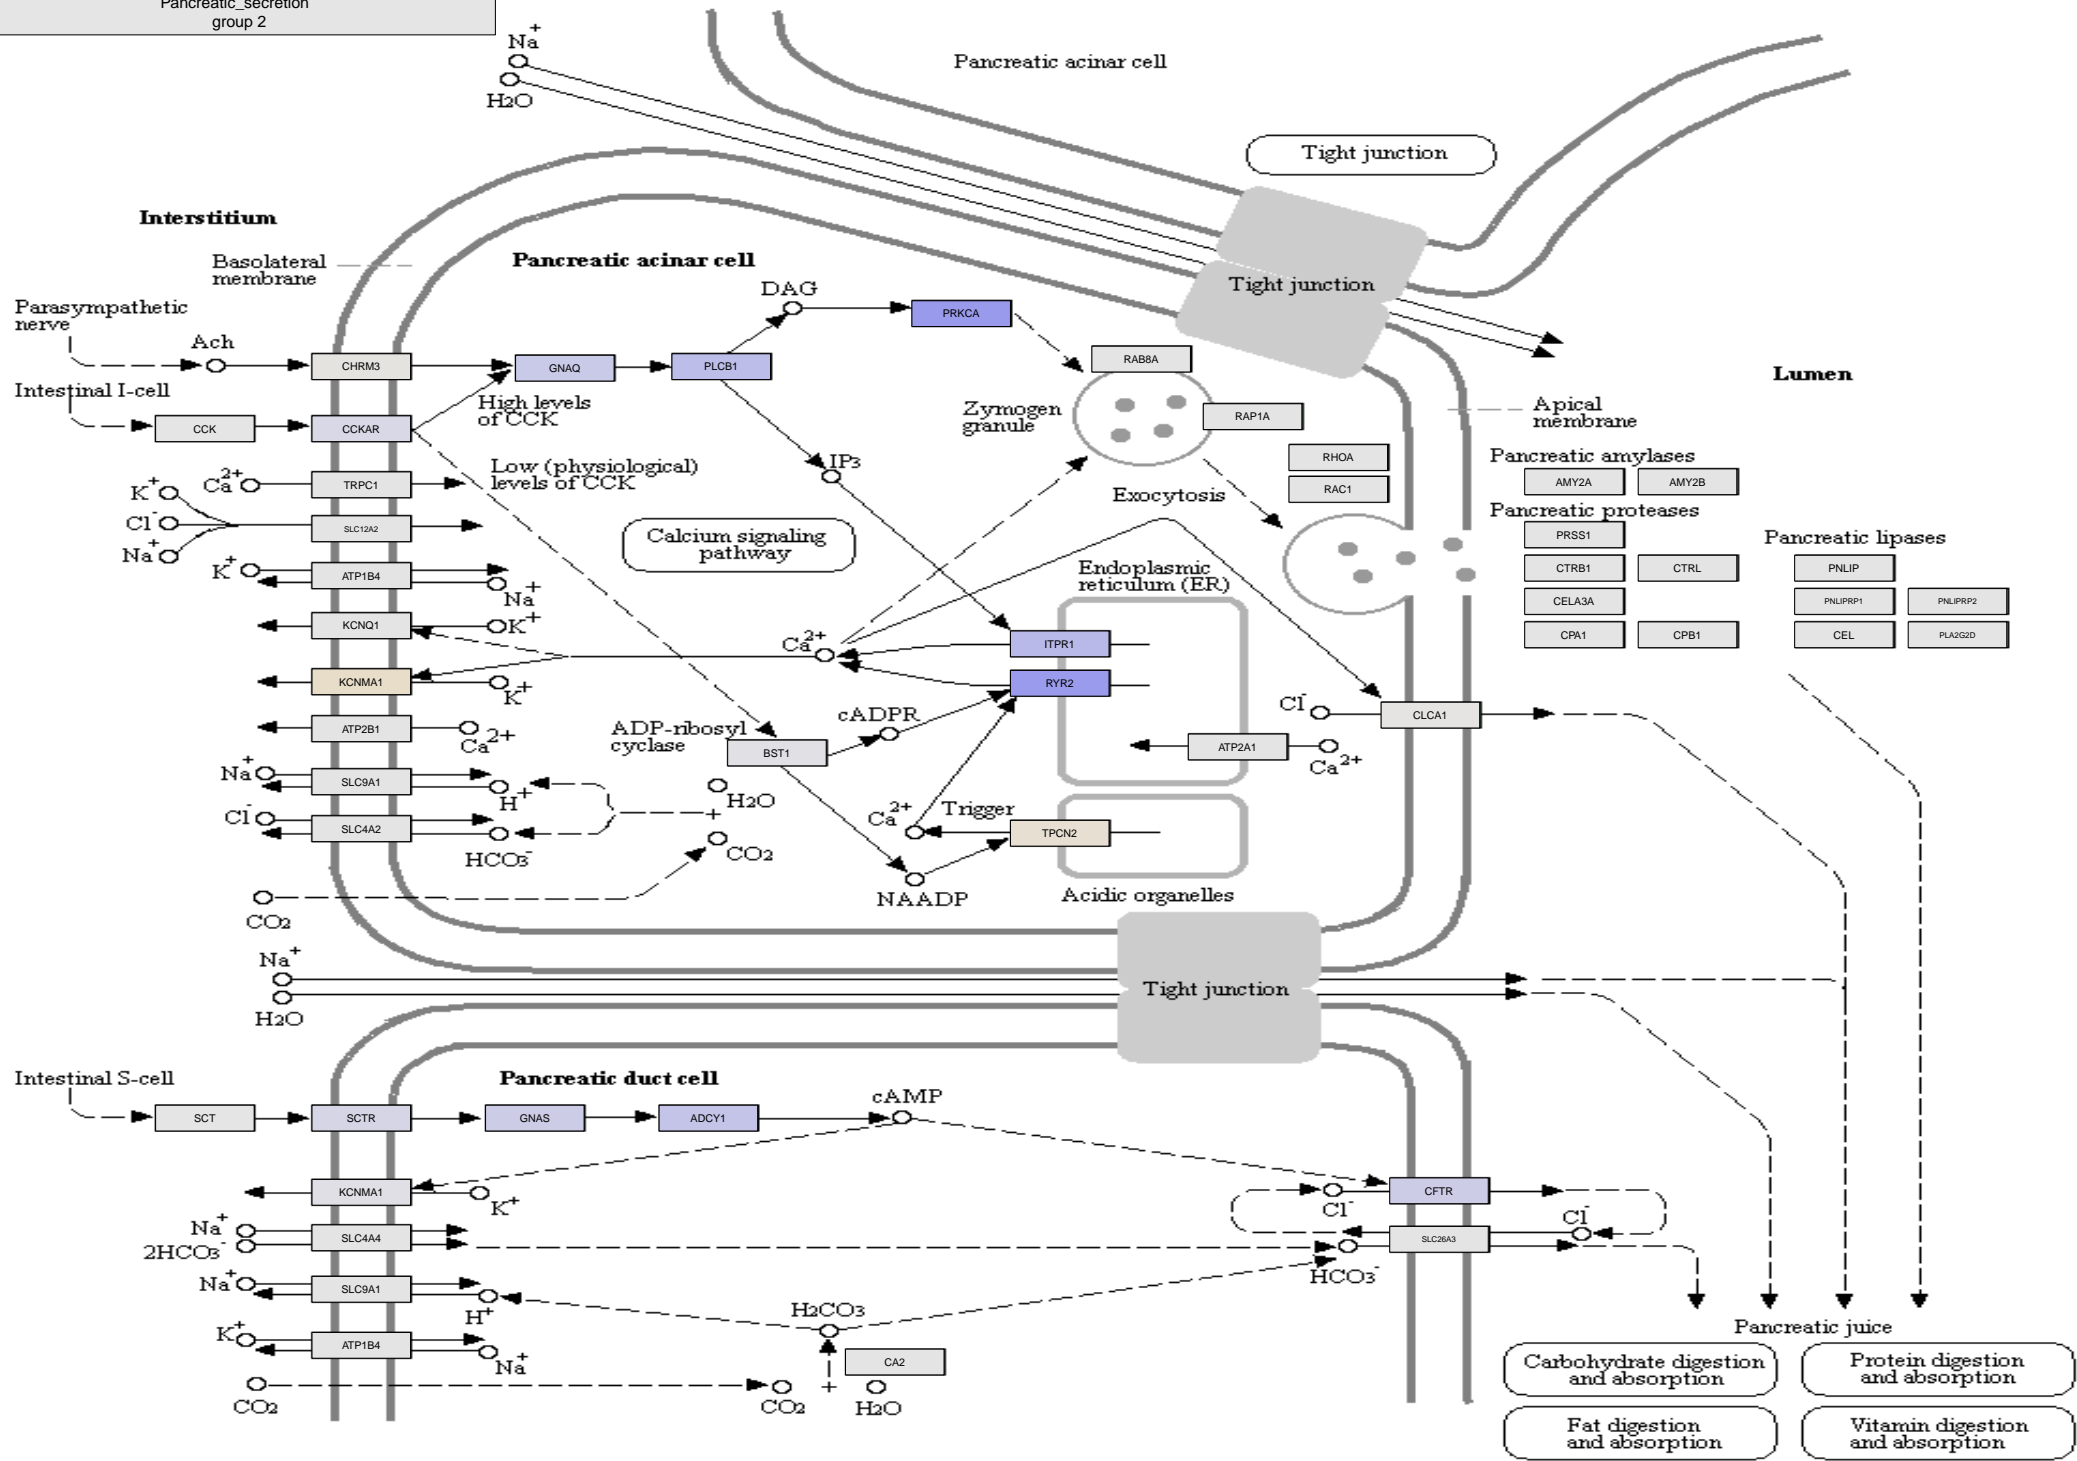 Pancreatic_secretion
group 2
Na+
H2O
Pancreatic acinar cell
Tight junction
Interstitium
Basolateral
membrane
Pancreatic acinar cell
Tight junction
Parasympathetic
nerve
Ach
DAG
PRKCA
CHRM3
GNAQ
PLCB1
RAB8A
Lumen
Intestinal I-cell
High levels
of CCK
CCK
CCKAR
Zymogen
granule
RAP1A
Apical
membrane
Low (physiological)
levels of CCK
IP3
RHOA
RAC1
Exocytosis
Pancreatic amylases
AMY2A
AMY2B
Ca2+
TRPC1
K+
Cl-
Na+
SLC12A2
Calcium signaling
pathway
Pancreatic proteases
PRSS1
CTRB1
CTRL
CELA3A
CPA1
CPB1
Pancreatic lipases
PNLIP
PNLIPRP1
PNLIPRP2
CEL
PLA2G2D
K+
ATP1B4
Na+
Endoplasmic
reticulum (ER)
KCNQ1
K+
Ca2+
ITPR1
KCNMA1
K+
RYR2
ATP2B1
Ca2+
ADP-ribosyl
cyclase
cADPR
BST1
Cl-
CLCA1
ATP2A1
Ca2+
Na+
SLC9A1
H+
H2O
+
Cl-
SLC4A2
HCO3-
CO2
Ca2+
Trigger
TPCN2
NAADP
Acidic organelles
CO2
Na+
H2O
Tight junction
Intestinal S-cell
Pancreatic duct cell
cAMP
SCT
SCTR
GNAS
ADCY1
KCNMA1
K+
Cl-
CFTR
Na+
2HCO3-
SLC4A4
Cl-
SLC26A3
HCO3-
Na+
SLC9A1
H+
H2CO3
K+
ATP1B4
Na+
CA2
CO2
CO2
+
H2O
Pancreatic juice
Carbohydrate digestion
and absorption
Protein digestion
and absorption
Fat digestion
and absorption
Vitamin digestion
and absorption